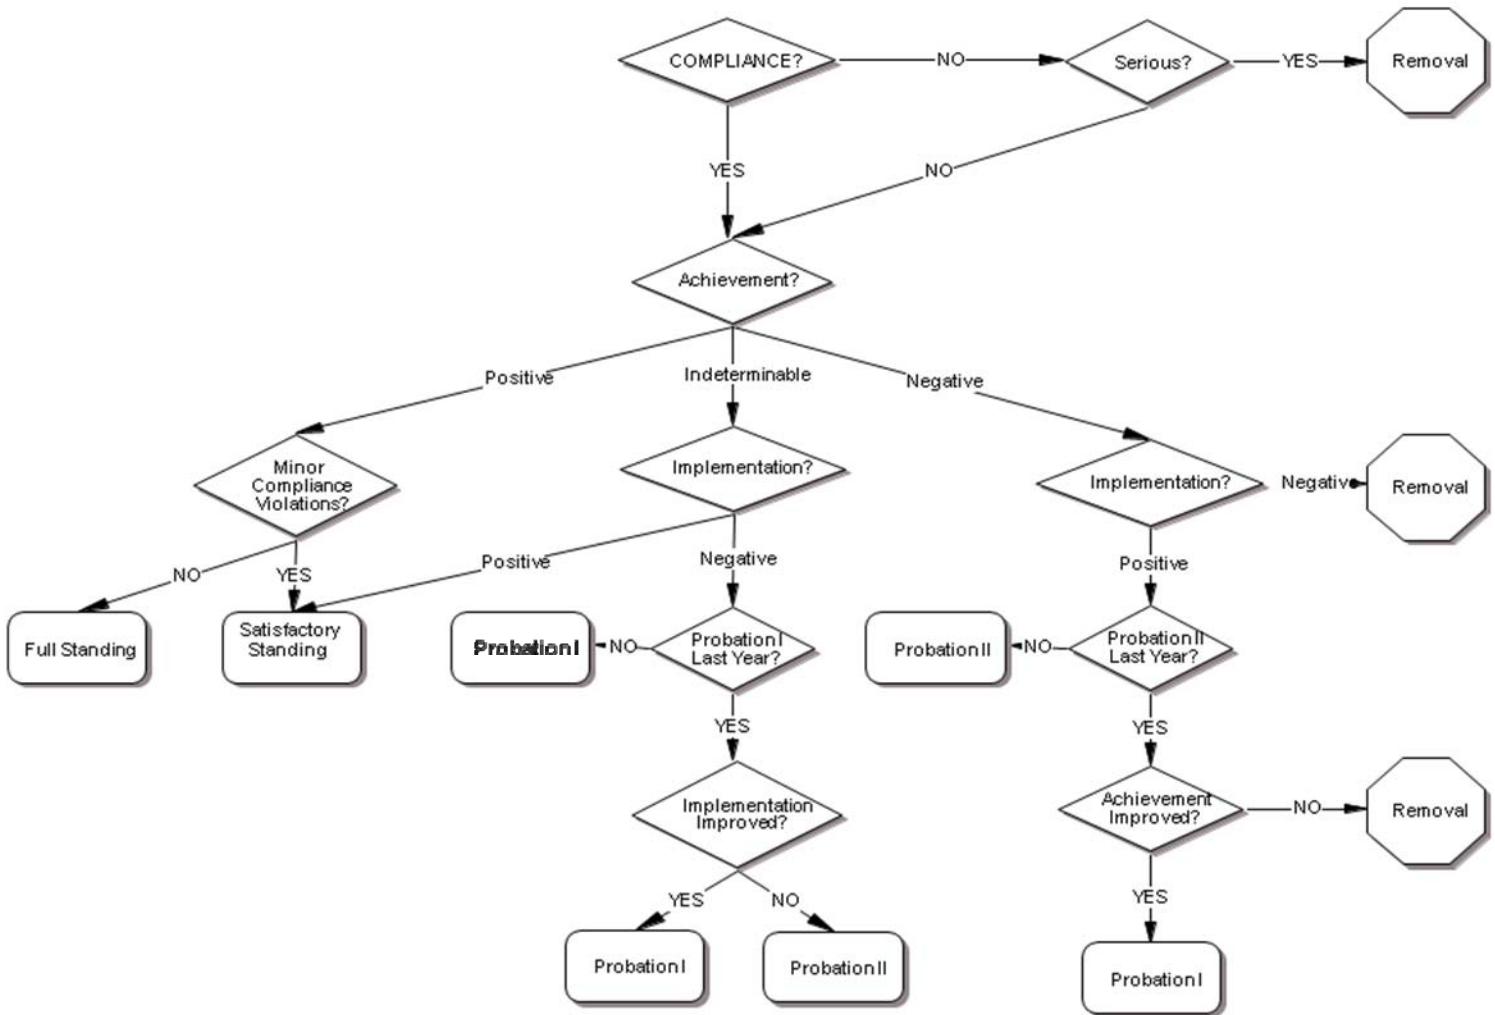 COMPLIANCE?
NO
Serious?
YES
Removal
YES
NO
Achievement?
Positive
Indeterminable
Negative
Minor
Compliance
Violations?
Implementation?
Implementation?
Negative
Removal
NO
YES
Positive
Negative
Positive
Full Standing
Satisfactory
Standing
Probation I
NO
Probation I
Last Year?
Probation II
NO
Probation II
Last Year?
YES
YES
Implementation
Improved?
Achievement
Improved?
NO
Removal
YES
NO
YES
Probation I
Probation II
Probation I